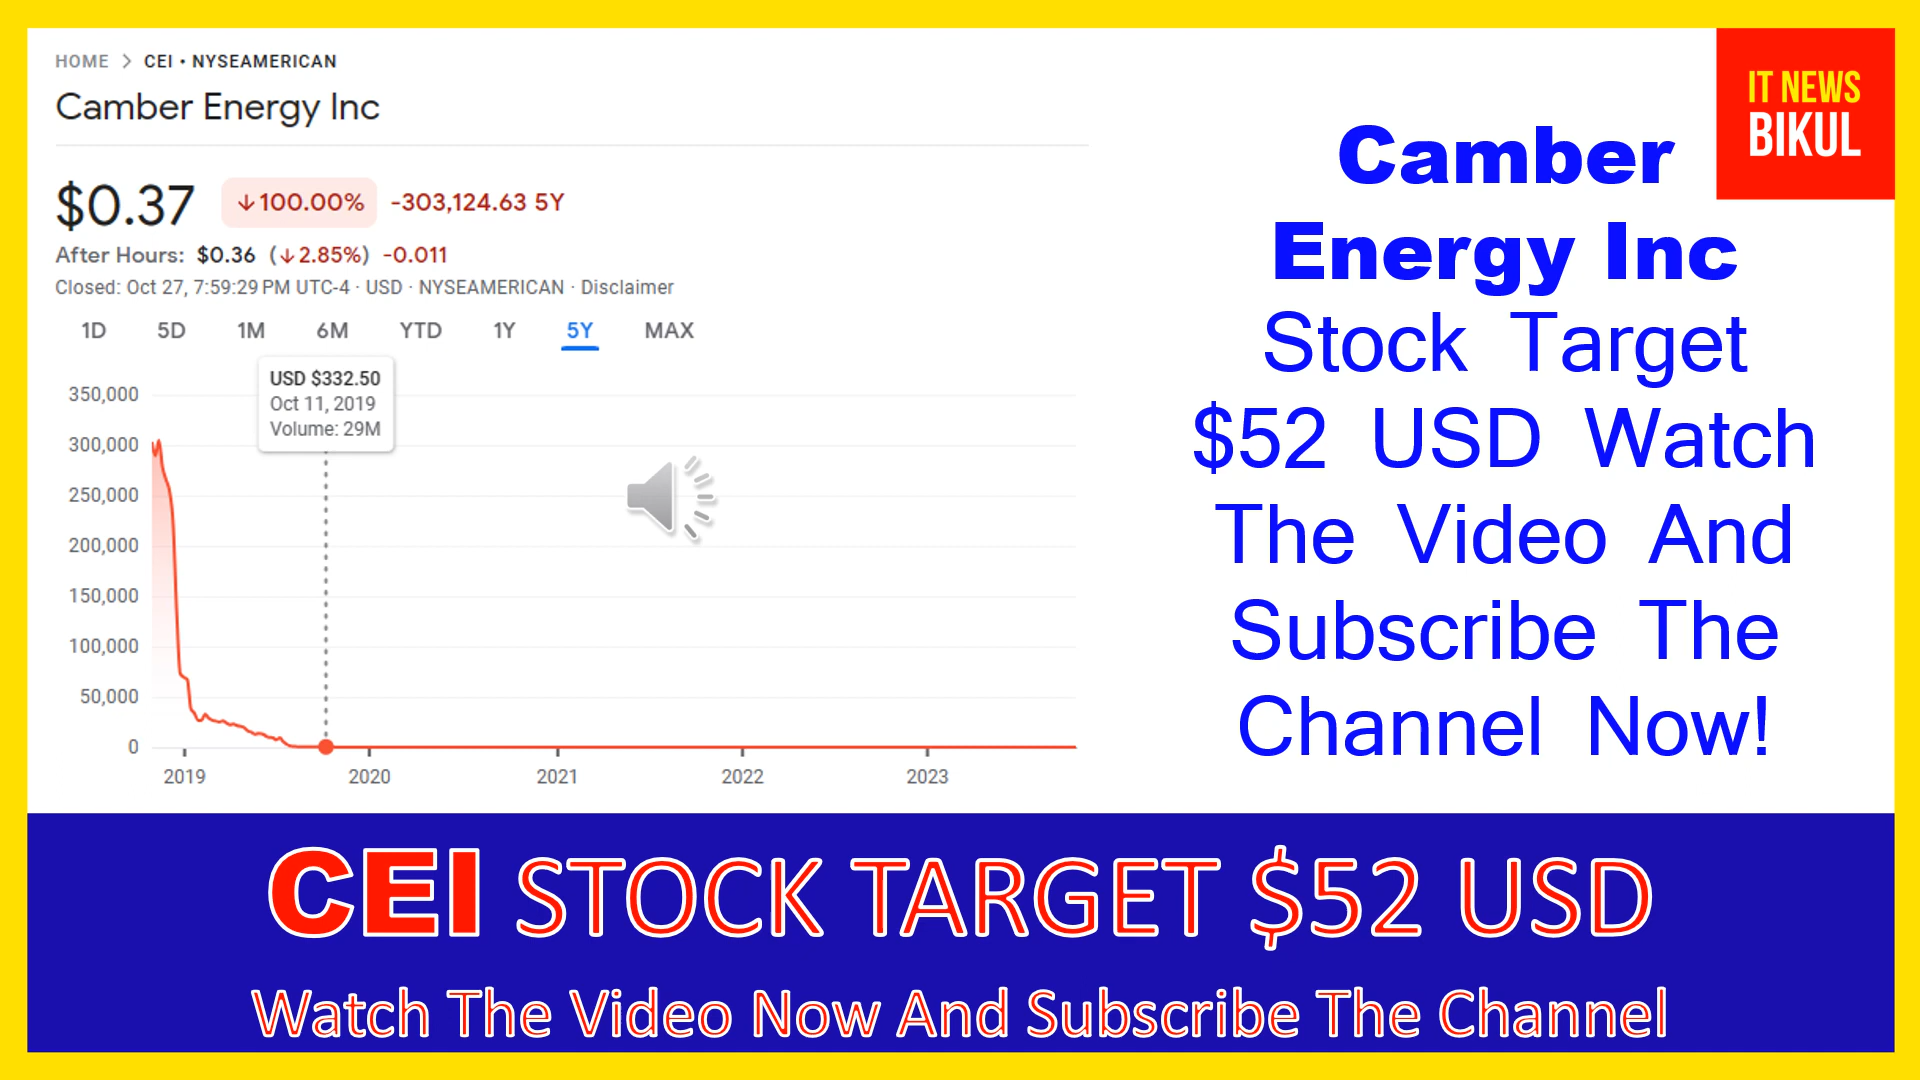 HOME > CEI • NYSEAMERICAN
Camber Energy Inc
$0.37 ↓100.00% -303,124.63 5Y
After Hours: $0.36 (↓2.85%) -0.011
Closed: Oct 27, 7:59:29 PM UTC-4 · USD · NYSEAMERICAN · Disclaimer
1D 5D 1M 6M YTD 1Y 5Y MAX
USD $332.50
Oct 11, 2019
Volume: 29M
350,000
300,000
250,000
200,000
150,000
100,000
50,000
0
2019 2020 2021 2022 2023
IT NEWS
BIKUL
Camber
Energy Inc
Stock Target
$52 USD Watch
The Video And
Subscribe The
Channel Now!
CEI STOCK TARGET $52 USD
Watch The Video Now And Subscribe The Channel